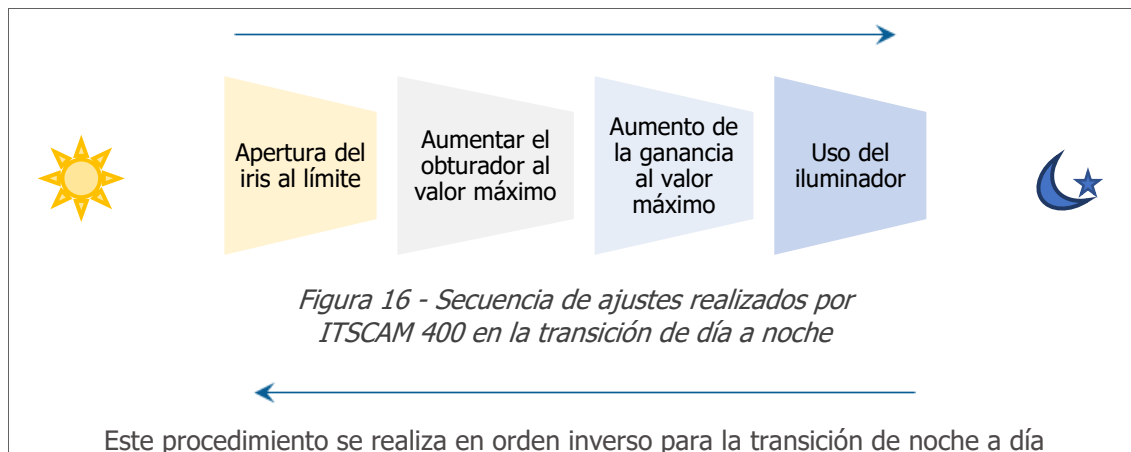 Apertura del
iris al límite
Aumentar el
obturador al
valor máximo
Aumento de
la ganancia
al valor
máximo
Uso del
iluminador
Figura 16 - Secuencia de ajustes realizados por
ITSCAM 400 en la transición de día a noche
Este procedimiento se realiza en orden inverso para la transición de noche a día